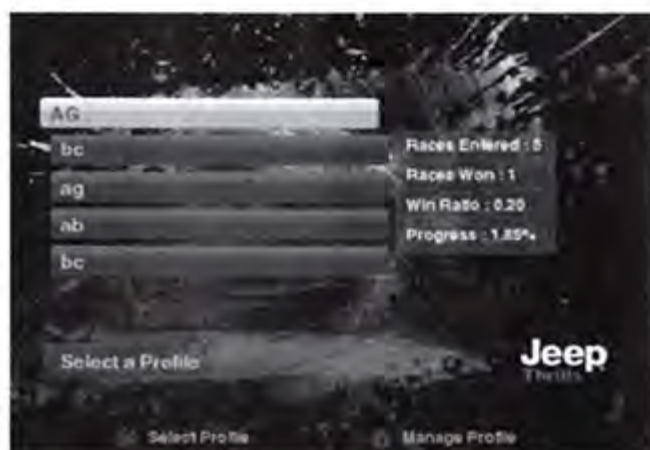 AG
bc
ag
ab
bc
Races Entered : 5
Races Won : 1
Win Ratio : 0.20
Progress : 1.85%
Select a Profile
Jeep
Thrills
Select Profile
Manage Profile